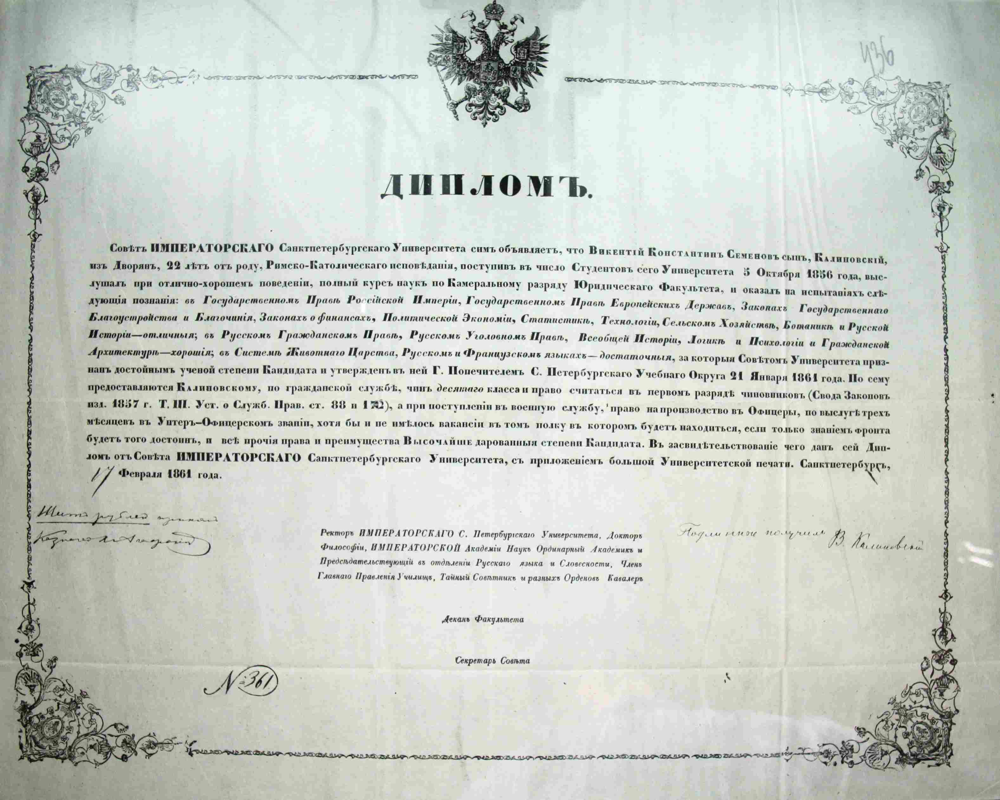 436
ДИПЛОМЪ.
Совѣтъ ИМПЕРАТОРСКАГО Санктпетербургскаго Университета симъ объявляетъ, что Викентій Константинъ Семеновъ сынъ, Калиновскій,
изъ Дворянъ, 22 лѣтъ отъ роду, Римско-Католическаго исповѣданія, поступивъ въ число Студентовъ сего Университета 5 Октября 1856 года, выс-
лушалъ при отлично-хорошемъ поведеніи, полный курсъ наукъ по Камеральному разряду Юридическаго Факультета, и оказалъ на испытаніяхъ слѣ-
дующія познанія: въ Государственномъ Правѣ Россійской Имперіи, Государственномъ Правѣ Европейскихъ Державъ, Законахъ Государственнаго
Благоустройства и Благочинія, Законахъ о финансахъ, Политической Экономіи, Статистикѣ, Технологіи, Сельскомъ Хозяйствѣ, Ботаникѣ и Русской
Исторіи—отличныя; въ Русскомъ Гражданскомъ Правѣ, Русскомъ Уголовномъ Правѣ, Всеобщей Исторіи, Логикѣ и Психологіи и Гражданской
Архитектурѣ—хорошія; въ Системѣ Животнаго Царства, Русскомъ и Французскомъ языкахъ—достаточныя, за которыя Совѣтомъ Университета приз-
нанъ достойнымъ ученой степени Кандидата и утвержденъ въ ней Г. Попечителемъ С. Петербургскаго Учебнаго Округа 21 Января 1861 года. По сему
предоставляются Калиновскому, по гражданской службѣ, чинъ десятаго класса и право считаться въ первомъ разрядѣ чиновниковъ (Свода Законовъ
изд. 1857 г. Т. III. Уст. о Служб. Прав. ст. 88 и ), а при поступленіи въ военную службу, право на производство въ Офицеры, по выслугѣ трехъ
мѣсяцевъ въ Унтеръ-Офицерскомъ званіи, хотя бы и не имѣлось вакансіи въ томъ полку въ которомъ будетъ находиться, если только знаніемъ фронта
будетъ того достоинъ, и всѣ прочія права и преимущества Высочайше дарованныя степени Кандидата. Въ засвидѣтельствованіе чего данъ сей Дип-
ломъ отъ Совѣта ИМПЕРАТОРСКАГО Санктпетербургскаго Университета, съ приложеніемъ большой Университетской печати. Санктпетербургъ,
17 Февраля 1861 года.
рублей
Подлинное получилъ В. Калиновскій
Ректоръ ИМПЕРАТОРСКАГО С. Петербургскаго Университета, Докторъ
Философіи, ИМПЕРАТОРСКОЙ Академіи Наукъ Ординарный Академикъ и
Предсѣдательствующій въ отдѣленіи Русскаго языка и Словесности, Членъ
Главнаго Правленія Училищъ, Тайный Совѣтникъ и разныхъ Орденовъ Кавалеръ
Деканъ Факультета
Секретарь Совѣта
№ 361